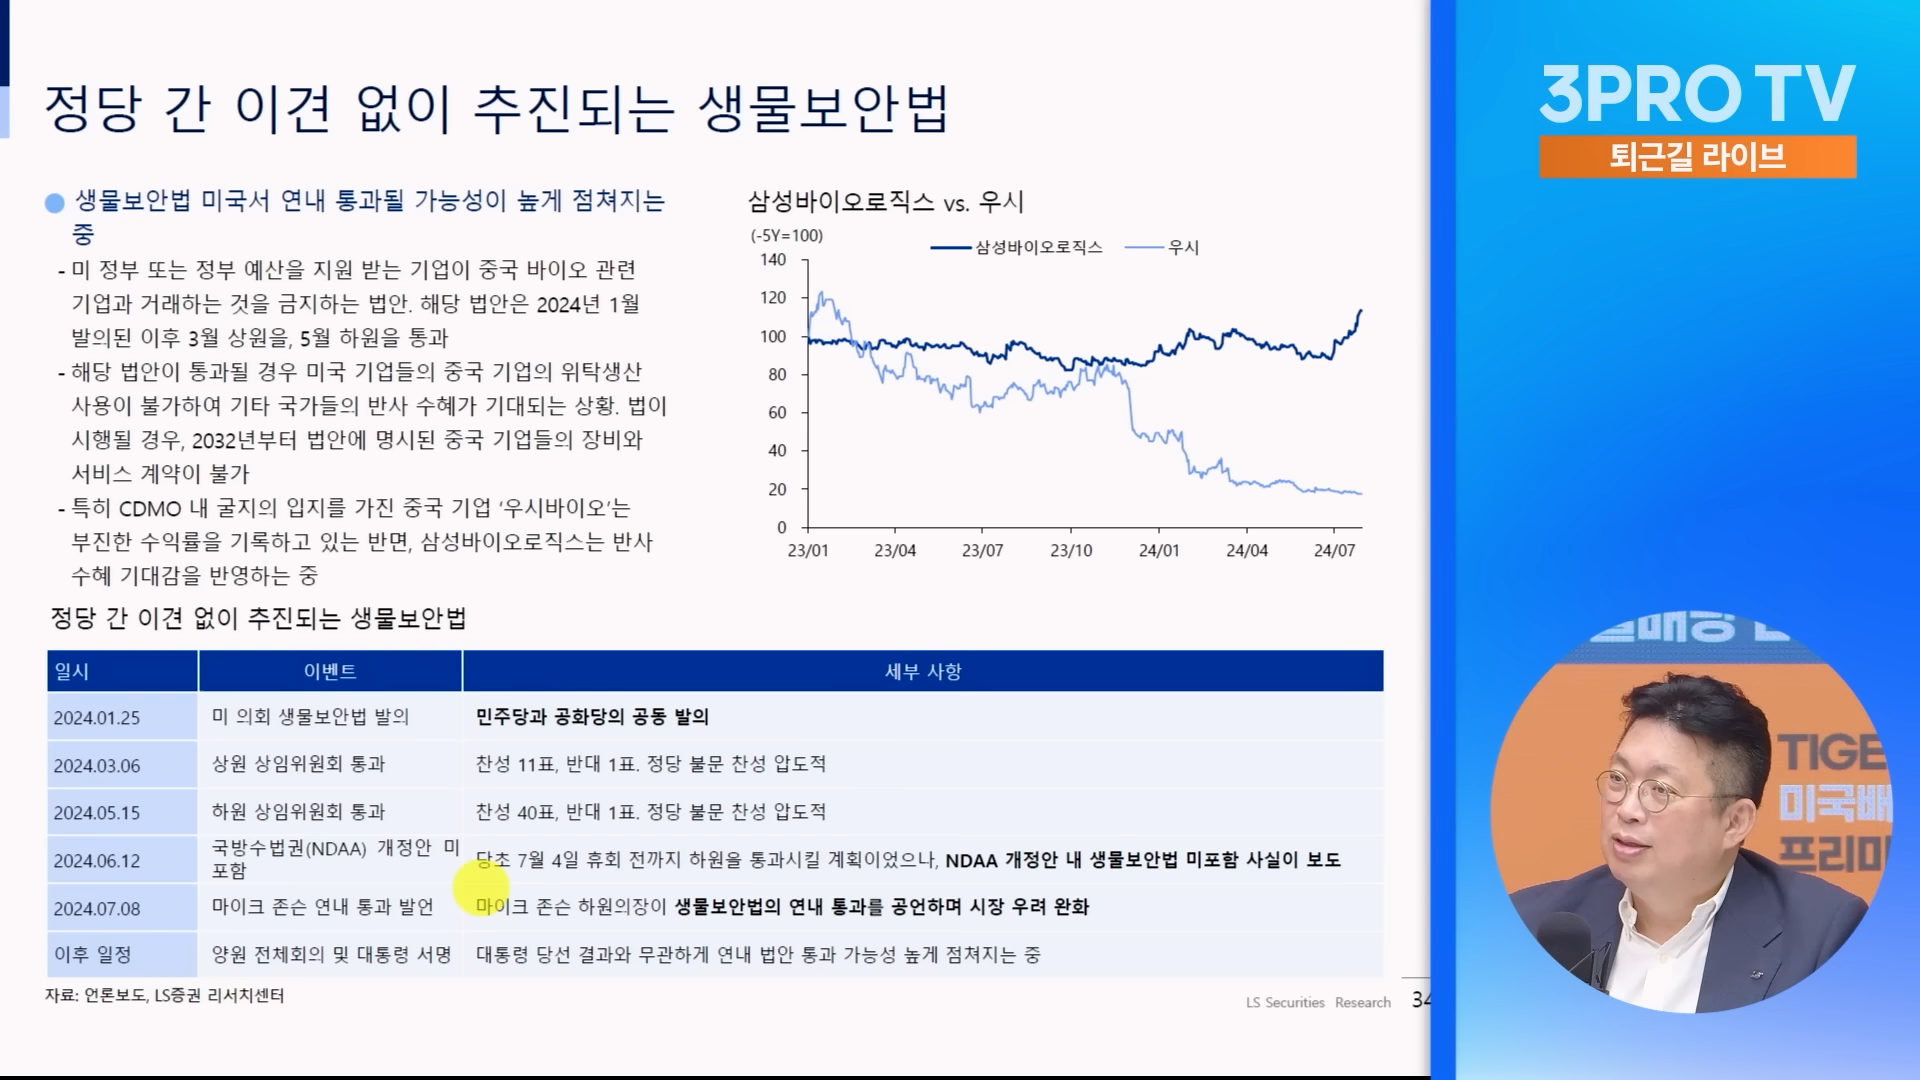 정당 간 이견 없이 추진되는 생물보안법
생물보안법 미국서 연내 통과될 가능성이 높게 점쳐지는
중
- 미 정부 또는 정부 예산을 지원 받는 기업이 중국 바이오 관련
기업과 거래하는 것을 금지하는 법안. 해당 법안은 2024년 1월
발의된 이후 3월 상원을, 5월 하원을 통과
- 해당 법안이 통과될 경우 미국 기업들의 중국 기업의 위탁생산
사용이 불가하여 기타 국가들의 반사 수혜가 기대되는 상황. 법이
시행될 경우, 2032년부터 법안에 명시된 중국 기업들의 장비와
서비스 계약이 불가
- 특히 CDMO 내 굴지의 입지를 가진 중국 기업 ‘우시바이오’는
부진한 수익률을 기록하고 있는 반면, 삼성바이오로직스는 반사
수혜 기대감을 반영하는 중
삼성바이오로직스 vs. 우시
(-5Y=100)
삼성바이오로직스 우시
140
120
100
80
60
40
20
0
23/01 23/04 23/07 23/10 24/01 24/04 24/07
정당 간 이견 없이 추진되는 생물보안법
일시 이벤트 세부 사항
2024.01.25 미 의회 생물보안법 발의 민주당과 공화당의 공동 발의
2024.03.06 상원 상임위원회 통과 찬성 11표, 반대 1표. 정당 불문 찬성 압도적
2024.05.15 하원 상임위원회 통과 찬성 40표, 반대 1표. 정당 불문 찬성 압도적
2024.06.12 국방수법권(NDAA) 개정안 미
포함 당초 7월 4일 휴회 전까지 하원을 통과시킬 계획이었으나, NDAA 개정안 내 생물보안법 미포함 사실이 보도
2024.07.08 마이크 존슨 연내 통과 발언 마이크 존슨 하원의장이 생물보안법의 연내 통과를 공언하며 시장 우려 완화
이후 일정 양원 전체회의 및 대통령 서명 대통령 당선 결과와 무관하게 연내 법안 통과 가능성 높게 점쳐지는 중
자료: 언론보도, LS증권 리서치센터
LS Securities Research 34
3PRO TV
퇴근길 라이브
TIGE
미국배
프리미